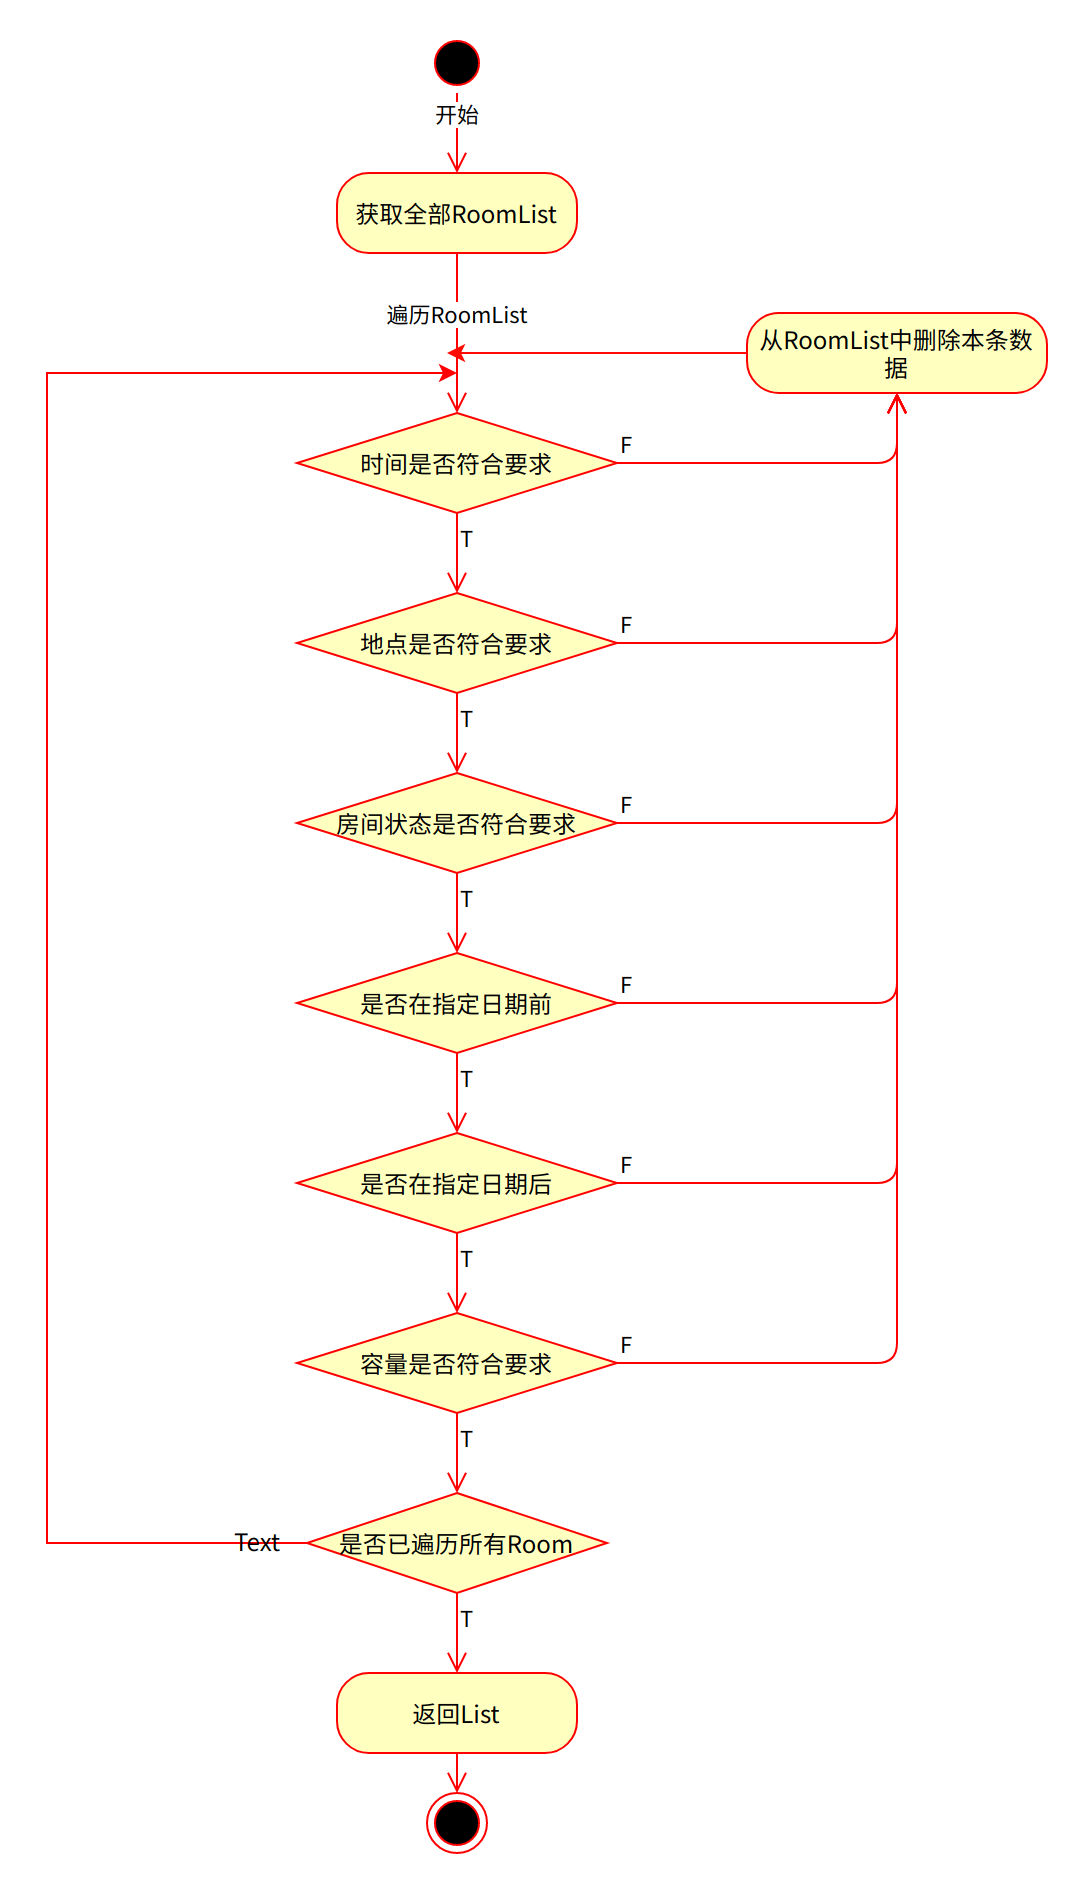 开始
获取全部RoomList
遍历RoomList
从RoomList中删除本条数
据
时间是否符合要求
F
T
地点是否符合要求
F
T
房间状态是否符合要求
F
T
是否在指定日期前
F
T
是否在指定日期后
F
T
容量是否符合要求
F
T
Text
是否已遍历所有Room
T
返回List